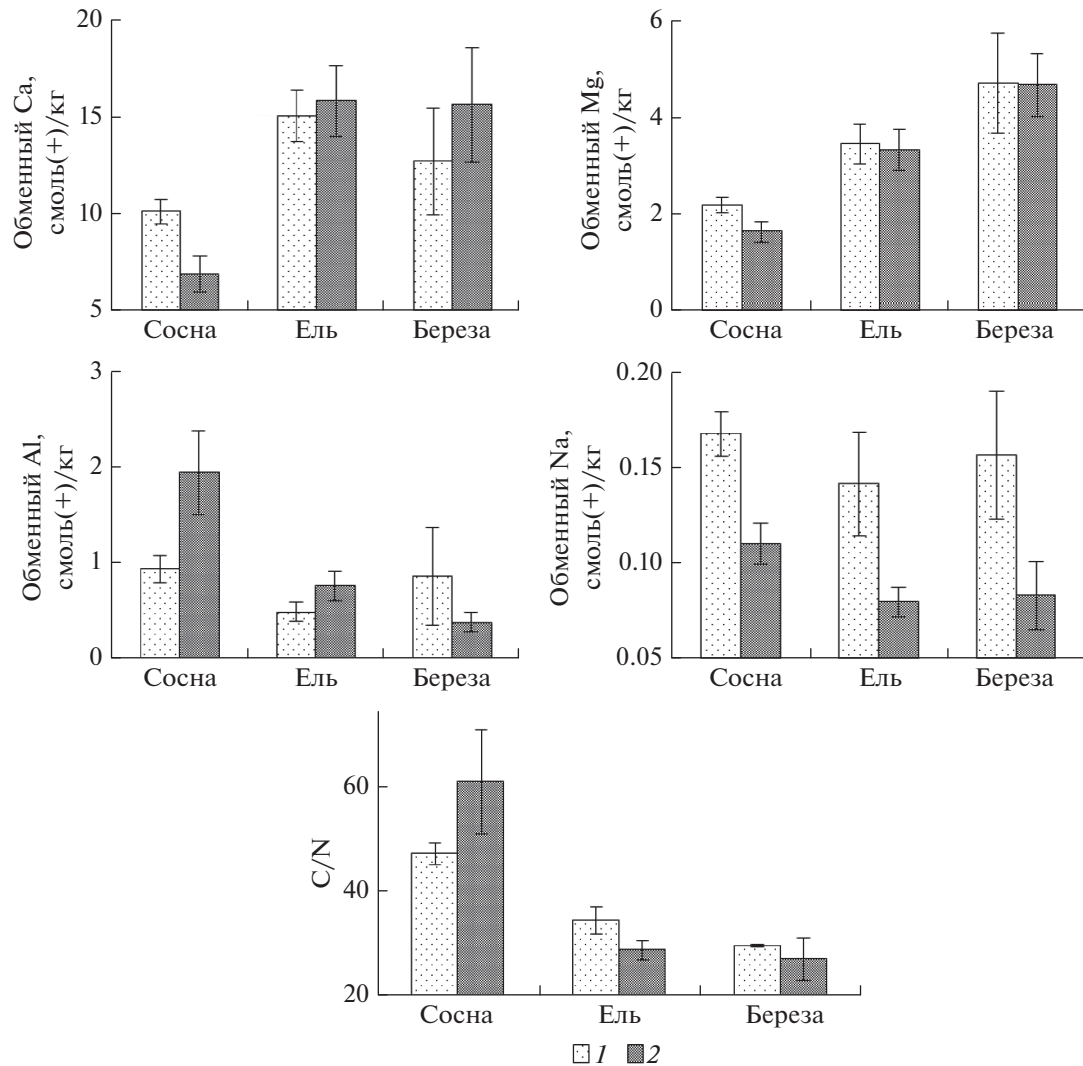 Обменный Ca,
смоль(+)/кг
20
15
10
5
Сосна Ель Береза
Обменный Mg,
смоль(+)/кг
6
4
2
0
Сосна Ель Береза
Обменный Al,
смоль(+)/кг
3
2
1
0
Сосна Ель Береза
Обменный Na,
смоль(+)/кг
0.20
0.15
0.10
0.05
Сосна Ель Береза
C/N
60
40
20
Сосна Ель Береза
1 2